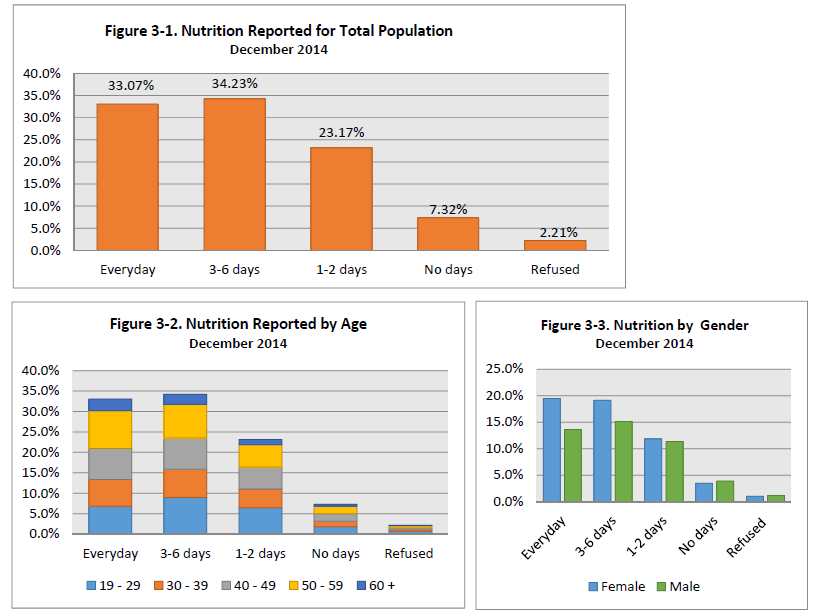 Figure 3-1. Nutrition Reported for Total Population
December 2014
40.0%
35.0%
30.0%
25.0%
20.0%
15.0%
10.0%
5.0%
0.0%
33.07%
34.23%
23.17%
7.32%
2.21%
Everyday 3-6 days 1-2 days No days Refused
Figure 3-2. Nutrition Reported by Age
December 2014
40.0%
35.0%
30.0%
25.0%
20.0%
15.0%
10.0%
5.0%
0.0%
Everyday 3-6 days 1-2 days No days Refused
19 - 29 30 - 39 40 - 49 50 - 59 60 +
Figure 3-3. Nutrition by Gender
December 2014
25.0%
20.0%
15.0%
10.0%
5.0%
0.0%
Everyday 3-6 days 1-2 days No days Refused
Female Male